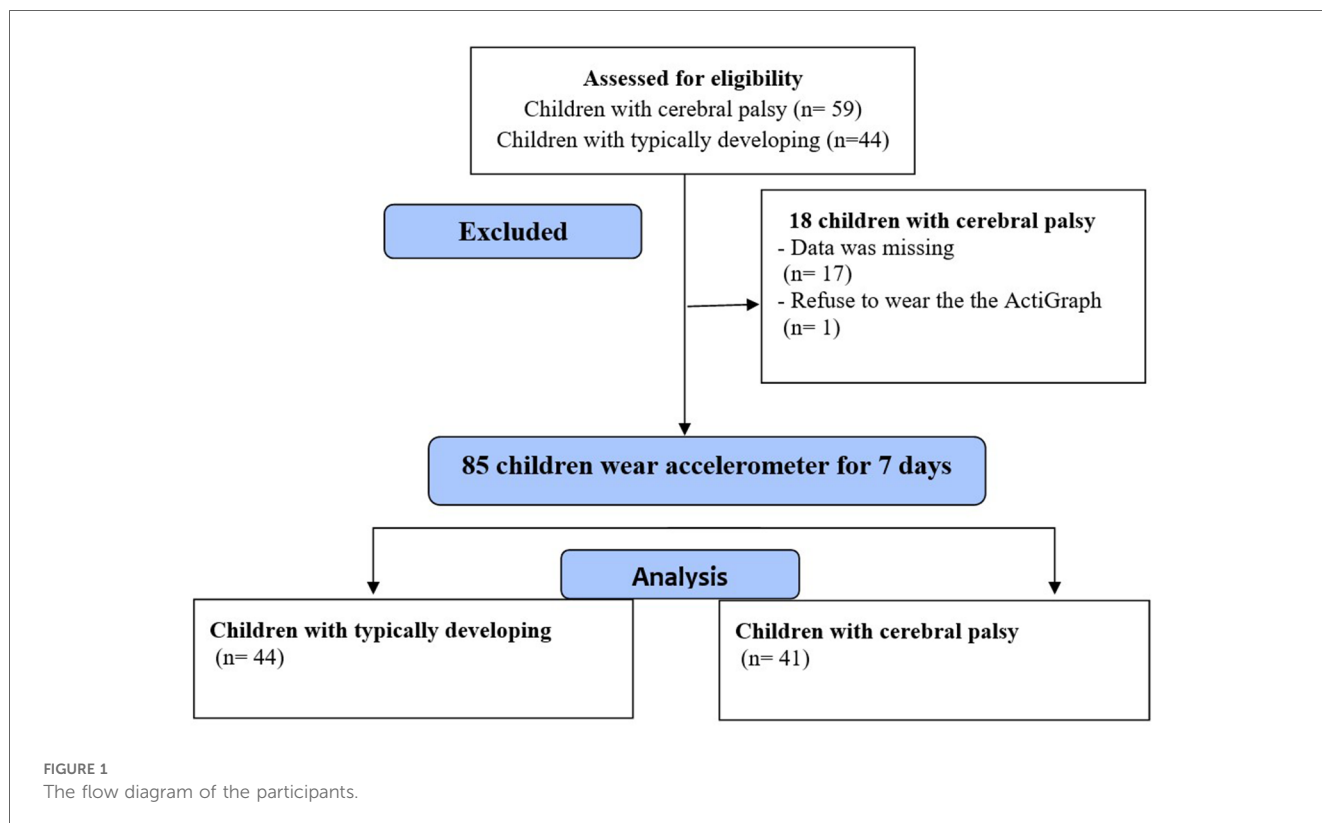 Assessed for eligibility
Children with cerebral palsy (n= 59)
Children with typically developing (n=44)
Excluded
18 children with cerebral palsy
- Data was missing
(n= 17)
- Refuse to wear the the ActiGraph
(n= 1)
85 children wear accelerometer for 7 days
Analysis
Children with typically developing
(n= 44)
Children with cerebral palsy
(n= 41)
FIGURE 1
The flow diagram of the participants.